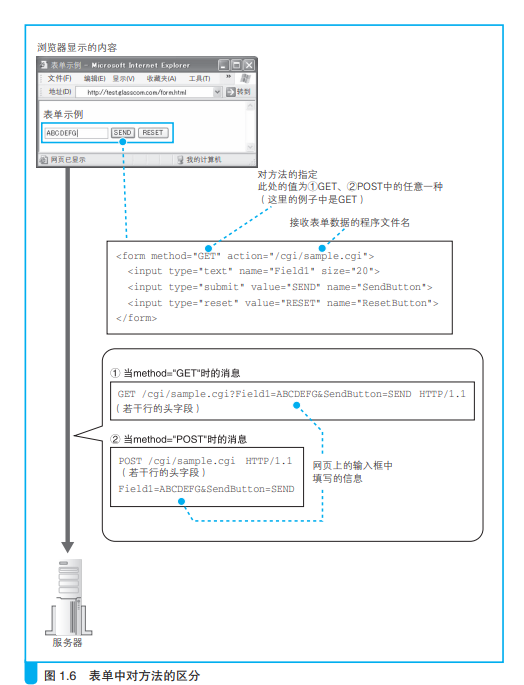 浏览器显示的内容
表单示例 - Microsoft Internet Explorer
文件(F) 编辑(E) 显示(V) 收藏夹(A) 工具(T) »
地址(D) http://test.glasscom.com/form.html 转到
表单示例
ABCDEFG SEND RESET
网页已显示 我的计算机
对方法的指定
此处的值为①GET、②POST中的任意一种
(这里的例子中是GET)
接收表单数据的程序文件名
<form method="GET" action="/cgi/sample.cgi">
<input type="text" name="Field1" size="20">
<input type="submit" value="SEND" name="SendButton">
<input type="reset" value="RESET" name="ResetButton">
</form>
① 当method="GET"时的消息
GET /cgi/sample.cgi?Field1=ABCDEFG&SendButton=SEND HTTP/1.1
(若干行的头字段)
② 当method="POST"时的消息
POST /cgi/sample.cgi HTTP/1.1
(若干行的头字段)
Field1=ABCDEFG&SendButton=SEND
网页上的输入框中
填写的信息
服务器
图 1.6 表单中对方法的区分